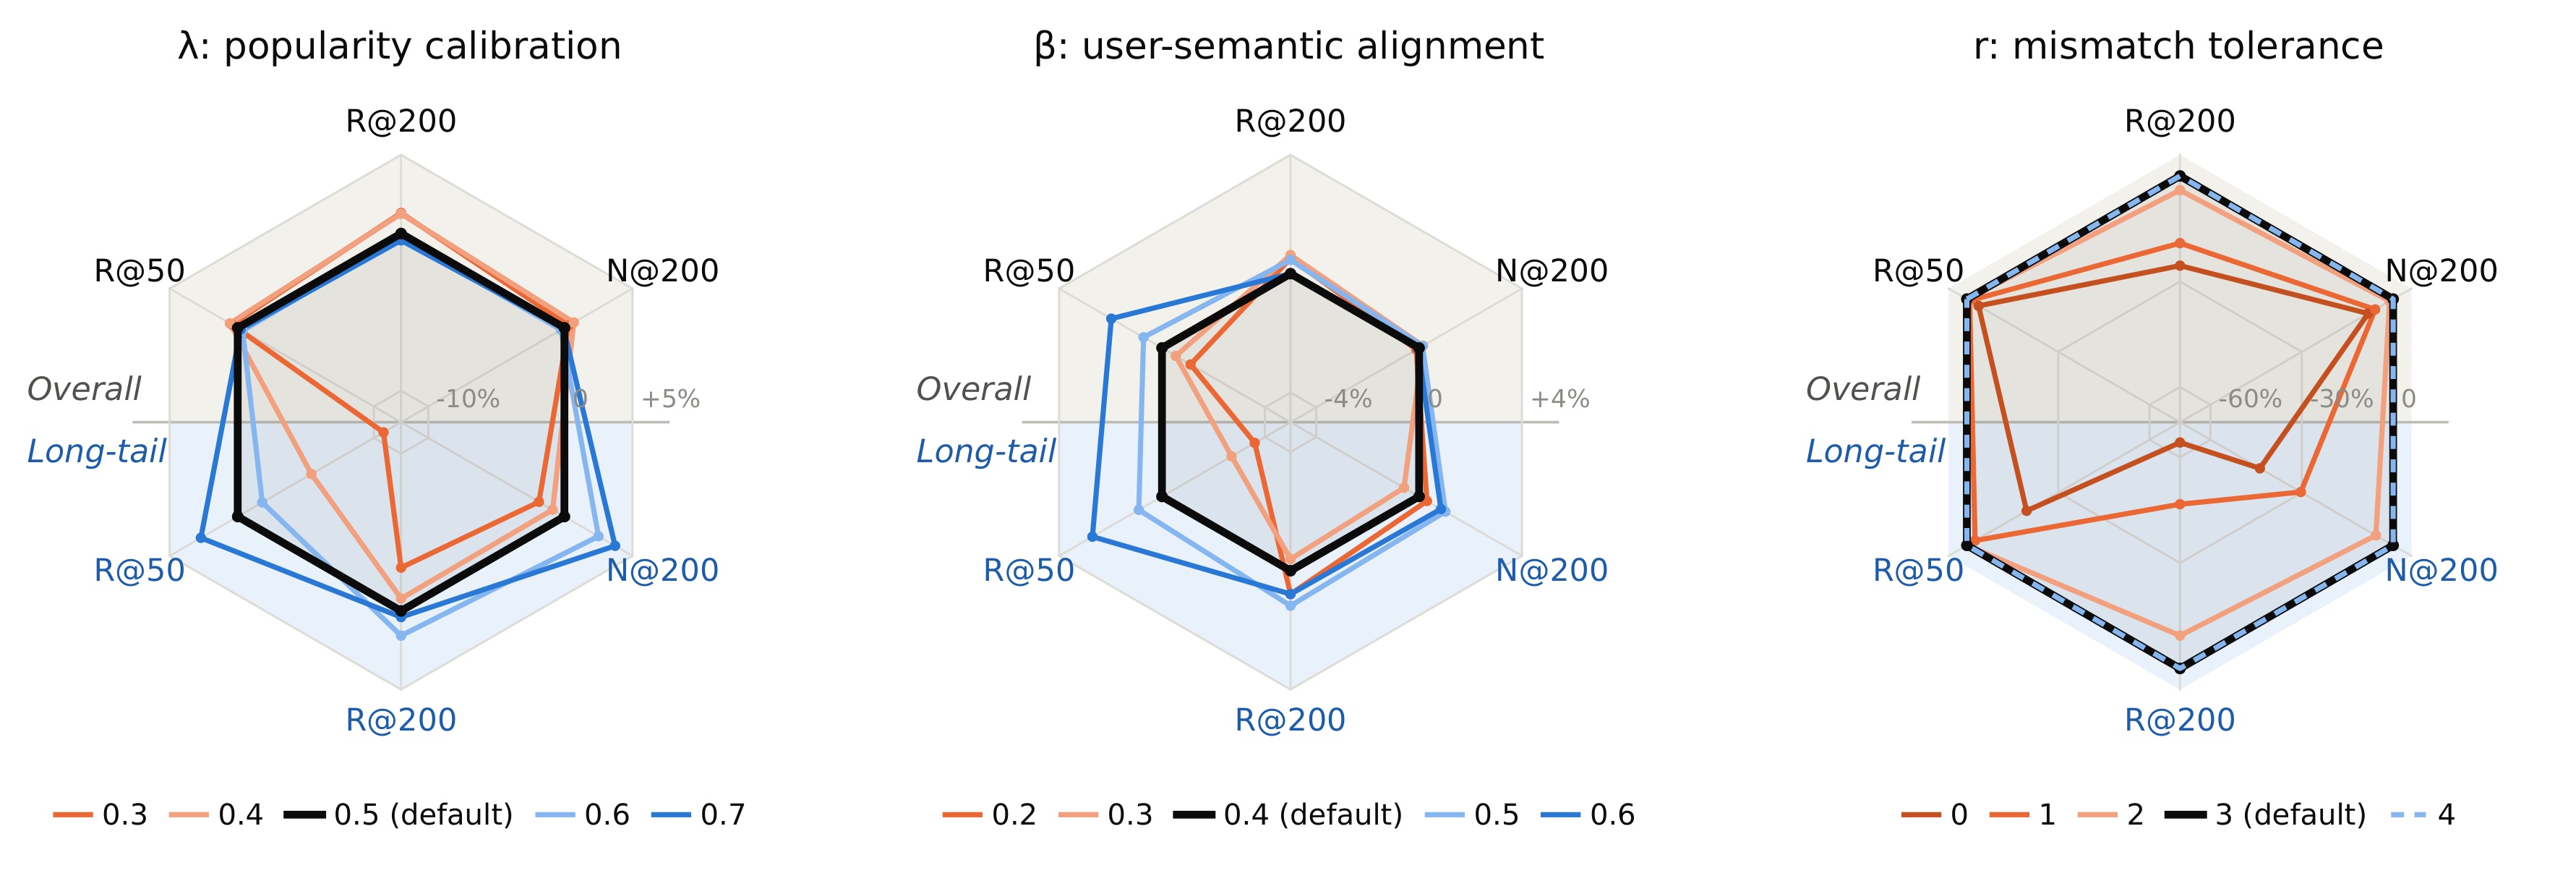 λ: popularity calibration
R@200
R@50
N@200
-10%
0
+5%
Overall
Long-tail
R@50
N@200
R@200
0.3
0.4
0.5 (default)
0.6
0.7
β: user-semantic alignment
R@200
R@50
N@200
-4%
0
+4%
Overall
Long-tail
R@50
N@200
R@200
0.2
0.3
0.4 (default)
0.5
0.6
r: mismatch tolerance
R@200
R@50
N@200
-60%
-30%
0
Overall
Long-tail
R@50
N@200
R@200
0
1
2
3 (default)
4